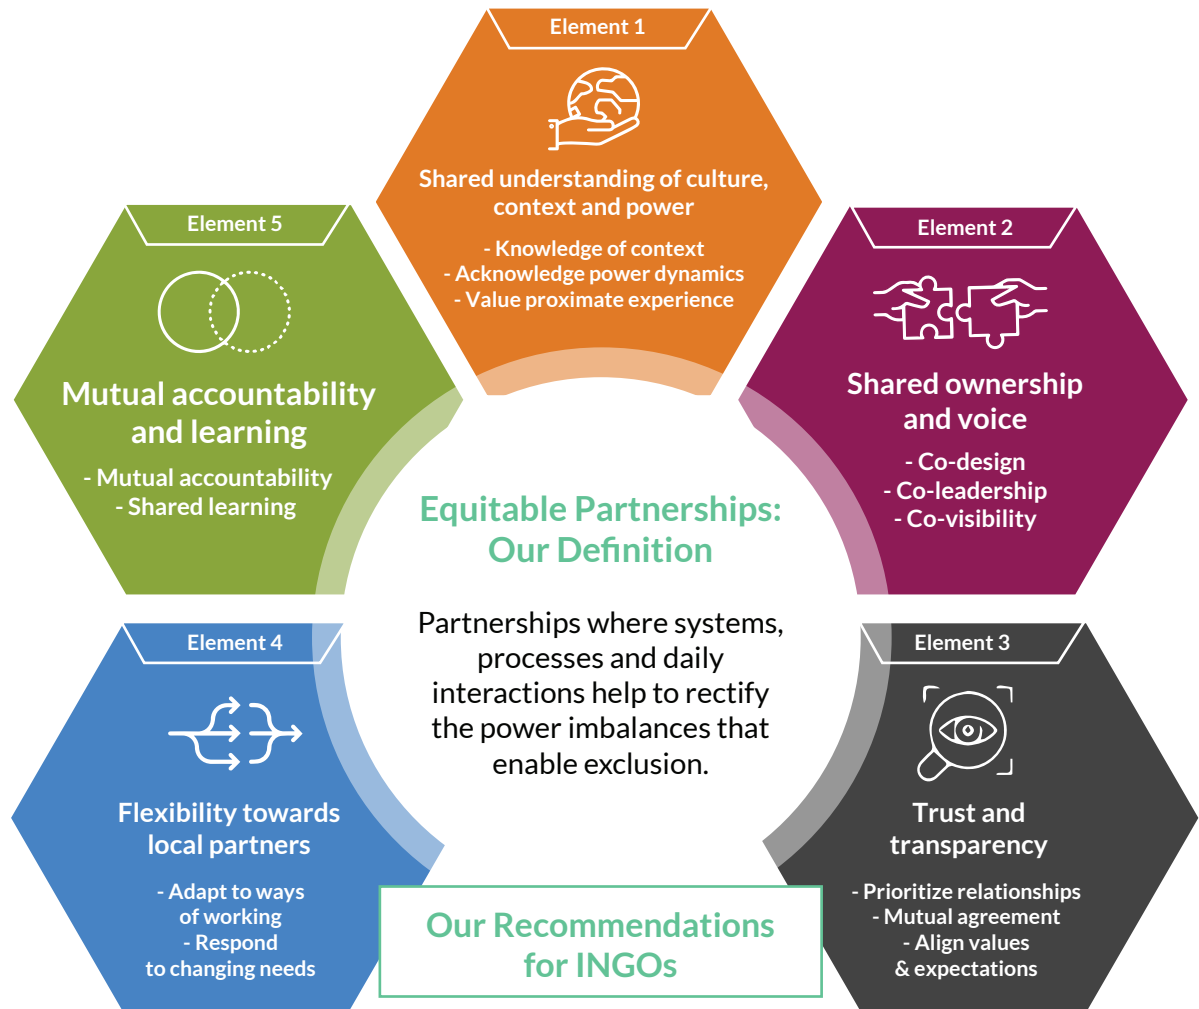 Element 1
Shared understanding of culture,
context and power
- Knowledge of context
- Acknowledge power dynamics
- Value proximate experience
Element 2
Shared ownership
and voice
- Co-design
- Co-leadership
- Co-visibility
Element 3
Trust and
transparency
- Prioritize relationships
- Mutual agreement
- Align values
& expectations
Element 4
Flexibility towards
local partners
- Adapt to ways
of working
- Respond
to changing needs
Element 5
Mutual accountability
and learning
- Mutual accountability
- Shared learning
Equitable Partnerships:
Our Definition
Partnerships where systems,
processes and daily
interactions help to rectify
the power imbalances that
enable exclusion.
Our Recommendations
for INGOs